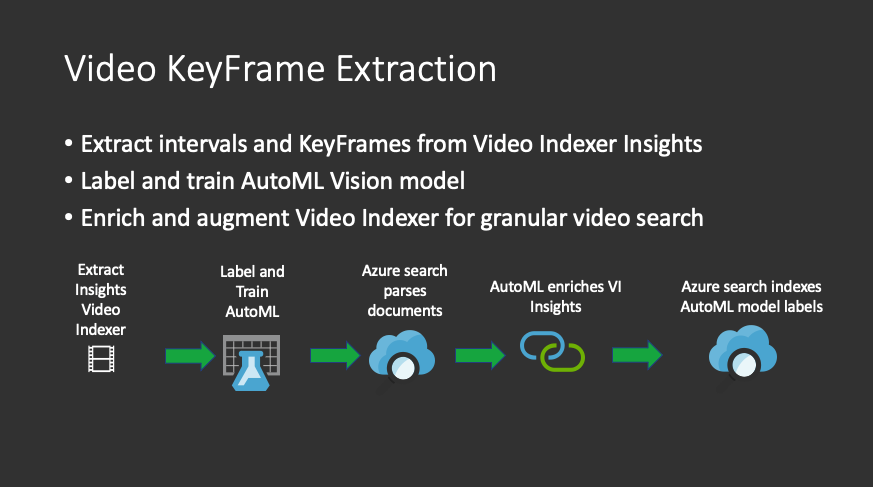 Video KeyFrame Extraction
• Extract intervals and KeyFrames from Video Indexer Insights
• Label and train AutoML Vision model
• Enrich and augment Video Indexer for granular video search
Extract
Insights
Video
Indexer
Label and
Train
AutoML
Azure search
parses
documents
AutoML enriches VI
Insights
Azure search indexes
AutoML model labels